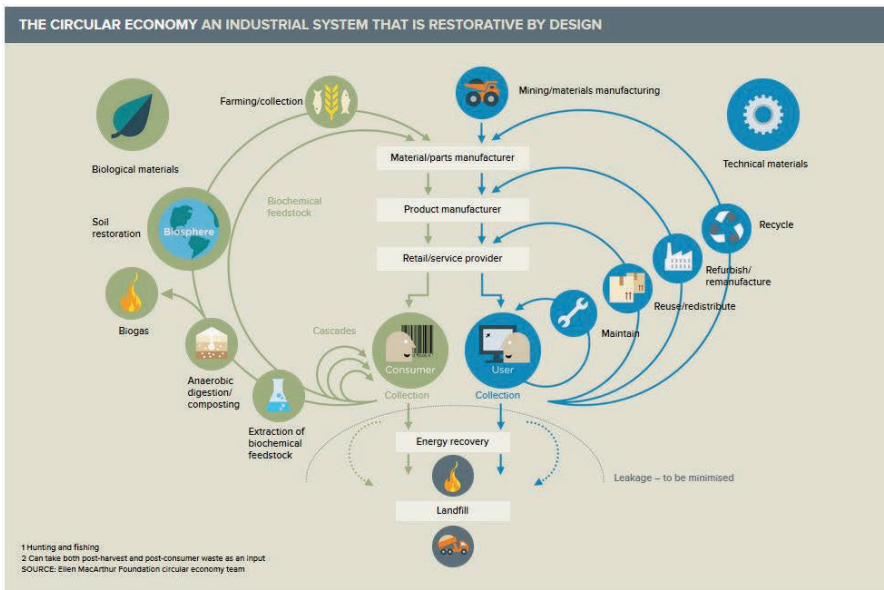 THE CIRCULAR ECONOMY AN INDUSTRIAL SYSTEM THAT IS RESTORATIVE BY DESIGN
Farming/collection
Mining/materials manufacturing
Biological materials
Technical materials
Material/parts manufacturer
Biochemical
feedstock
Product manufacturer
Soil
restoration
Biosphere
Recycle
Retail/service provider
Refurbish/
remanufacture
Reuse/redistribute
Biogas
Cascades
Maintain
Consumer
User
Anaerobic
digestion/
composting
Collection
Collection
Extraction of
biochemical
feedstock
Energy recovery
Leakage – to be minimised
Landfill
1 Hunting and fishing
2 Can take both post-harvest and post-consumer waste as an input
SOURCE: Ellen MacArthur Foundation circular economy team